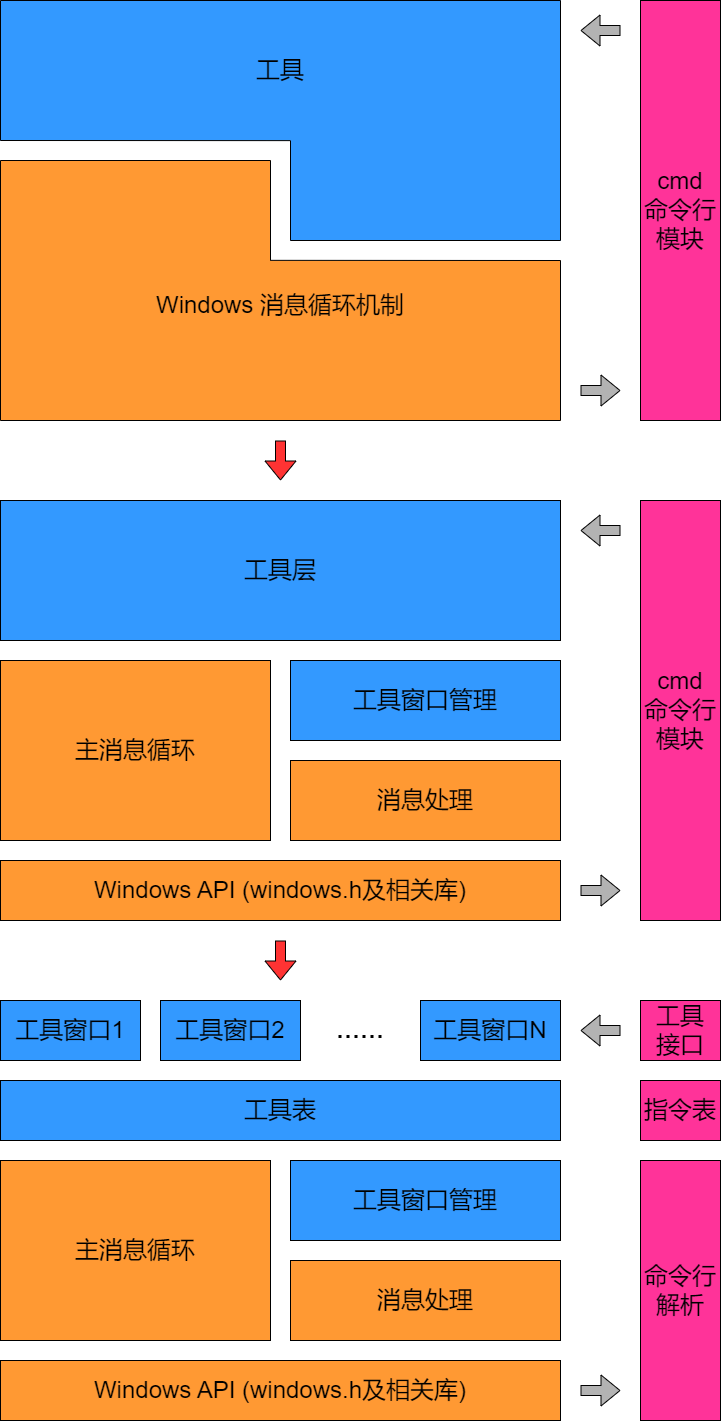 工具
cmd
命令行
模块
Windows 消息循环机制
工具层
cmd
命令行
模块
工具窗口管理
主消息循环
消息处理
Windows API (windows.h及相关库)
工具窗口1
工具窗口2
......
工具窗口N
工具
接口
工具表
指令表
工具窗口管理
主消息循环
命令行
解析
消息处理
Windows API (windows.h及相关库)